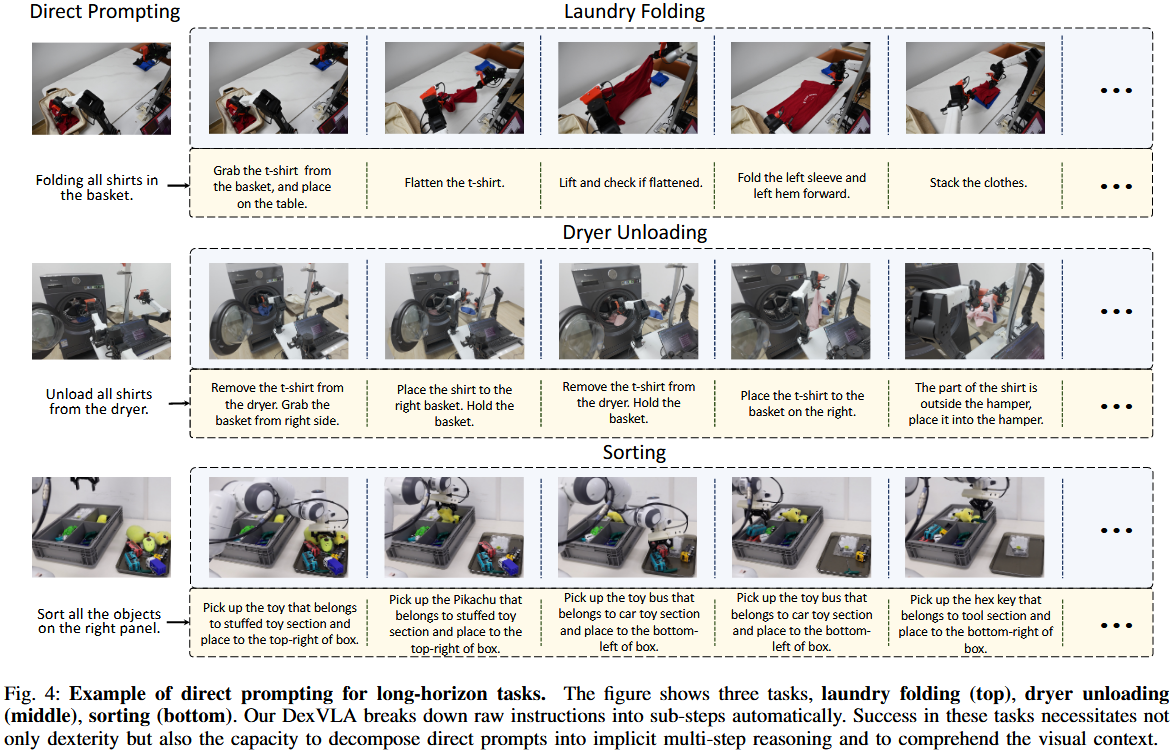 Direct Prompting
Laundry Folding
Folding all shirts in
the basket.
Grab the t-shirt from
the basket, and place
on the table.
Flatten the t-shirt.
Lift and check if flattened.
Fold the left sleeve and
left hem forward.
Stack the clothes.
Dryer Unloading
Unload all shirts
from the dryer.
Remove the t-shirt from
the dryer. Grab the
basket from right side.
Place the shirt to the
right basket. Hold the
basket.
Remove the t-shirt from
the dryer. Hold the
basket.
Place the t-shirt to the
basket on the right.
The part of the shirt is
outside the hamper,
place it into the hamper.
Sorting
Sort all the objects
on the right panel.
Pick up the toy that belongs
to stuffed toy section and
place to the top-right of box.
Pick up the Pikachu that
belongs to stuffed toy
section and place to the
top-right of box.
Pick up the toy bus that
belongs to car toy section
and place to the bottom-
left of box.
Pick up the toy bus that
belongs to car toy section
and place to the bottom-
left of box.
Pick up the hex key that
belongs to tool section and
place to the bottom-right of
box.
Fig. 4: Example of direct prompting for long-horizon tasks. The figure shows three tasks, laundry folding (top), dryer unloading
(middle), sorting (bottom). Our DexVLA breaks down raw instructions into sub-steps automatically. Success in these tasks necessitates not
only dexterity but also the capacity to decompose direct prompts into implicit multi-step reasoning and to comprehend the visual context.